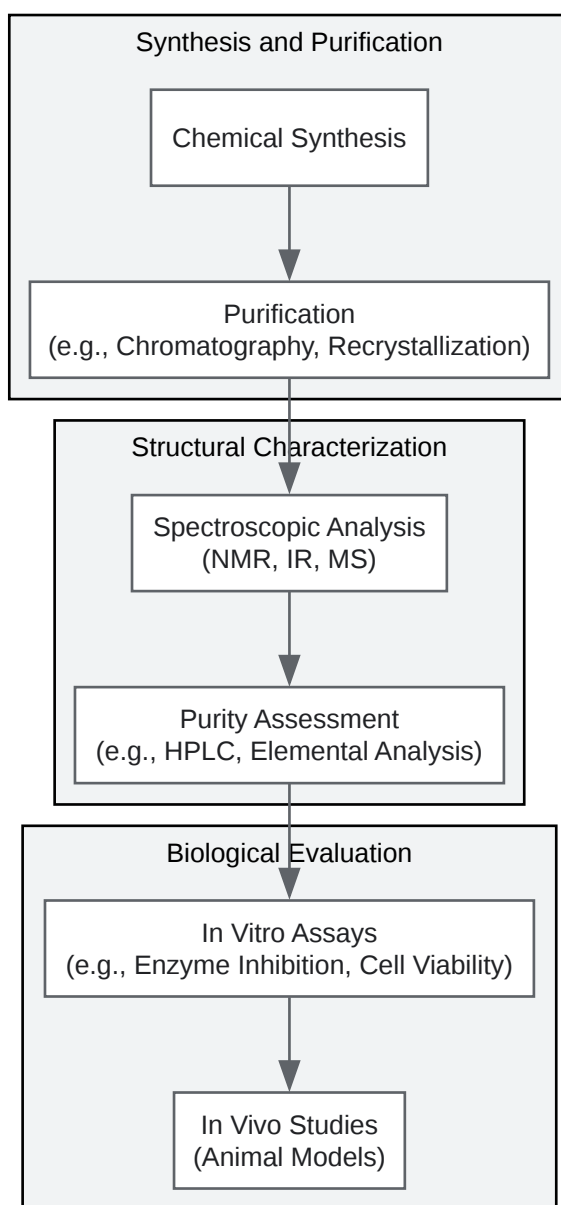 Synthesis and Purification
Chemical Synthesis
Purification
(e.g., Chromatography, Recrystallization)
Structural Characterization
Spectroscopic Analysis
(NMR, IR, MS)
Purity Assessment
(e.g., HPLC, Elemental Analysis)
Biological Evaluation
In Vitro Assays
(e.g., Enzyme Inhibition, Cell Viability)
In Vivo Studies
(Animal Models)